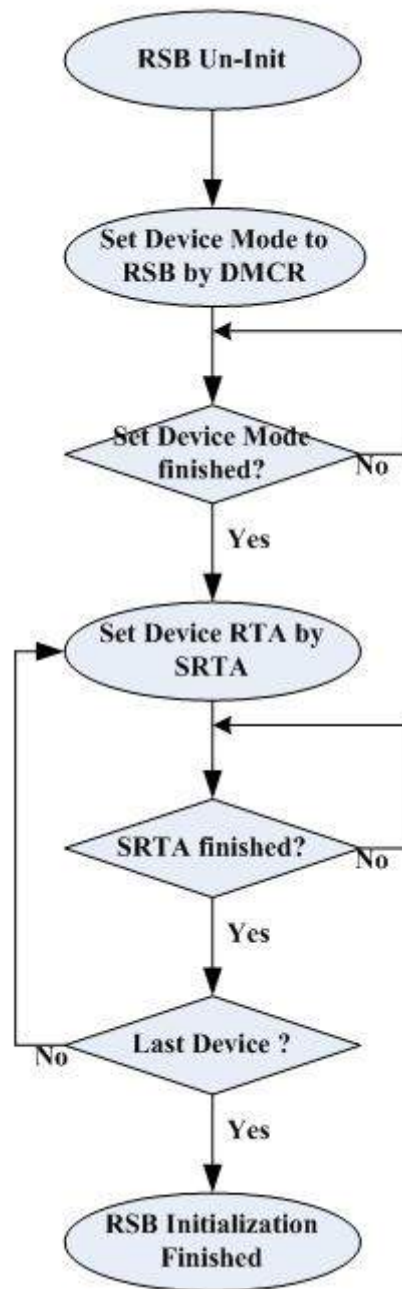 RSB Un-Init
Set Device Mode to
RSB by DMCR
Set Device Mode
finished?
No
Yes
Set Device RTA by
SRTA
SRTA finished?
No
Yes
Last Device ?
No
Yes
RSB Initialization
Finished